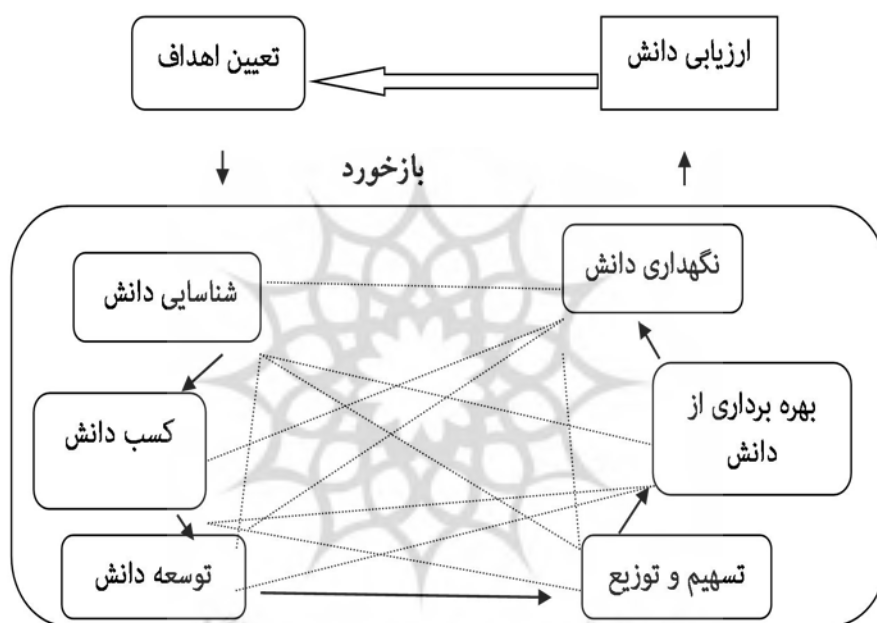 ارزیابی دانش
تعیین اهداف
بازخورد
نگهداری دانش
شناسایی دانش
بهره برداری از
دانش
کسب دانش
تسهیم و توزیع
توسعه دانش